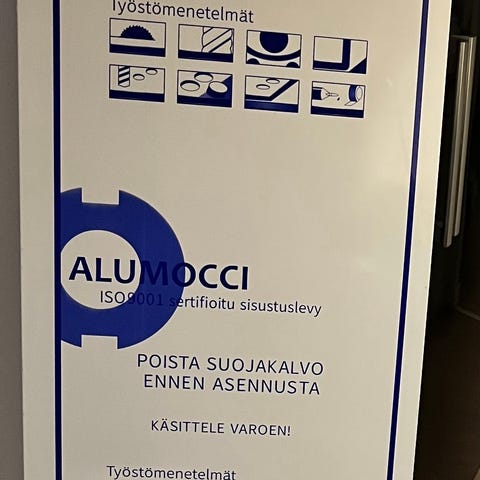 Työstömenetelmät
ALUMOCCI
ISO9001 sertifioitu sisustuslevy
POISTA SUOJAKALVO
ENNEN ASENNUSTA
KÄSITTELE VAROEN!
Työstömenetelmät